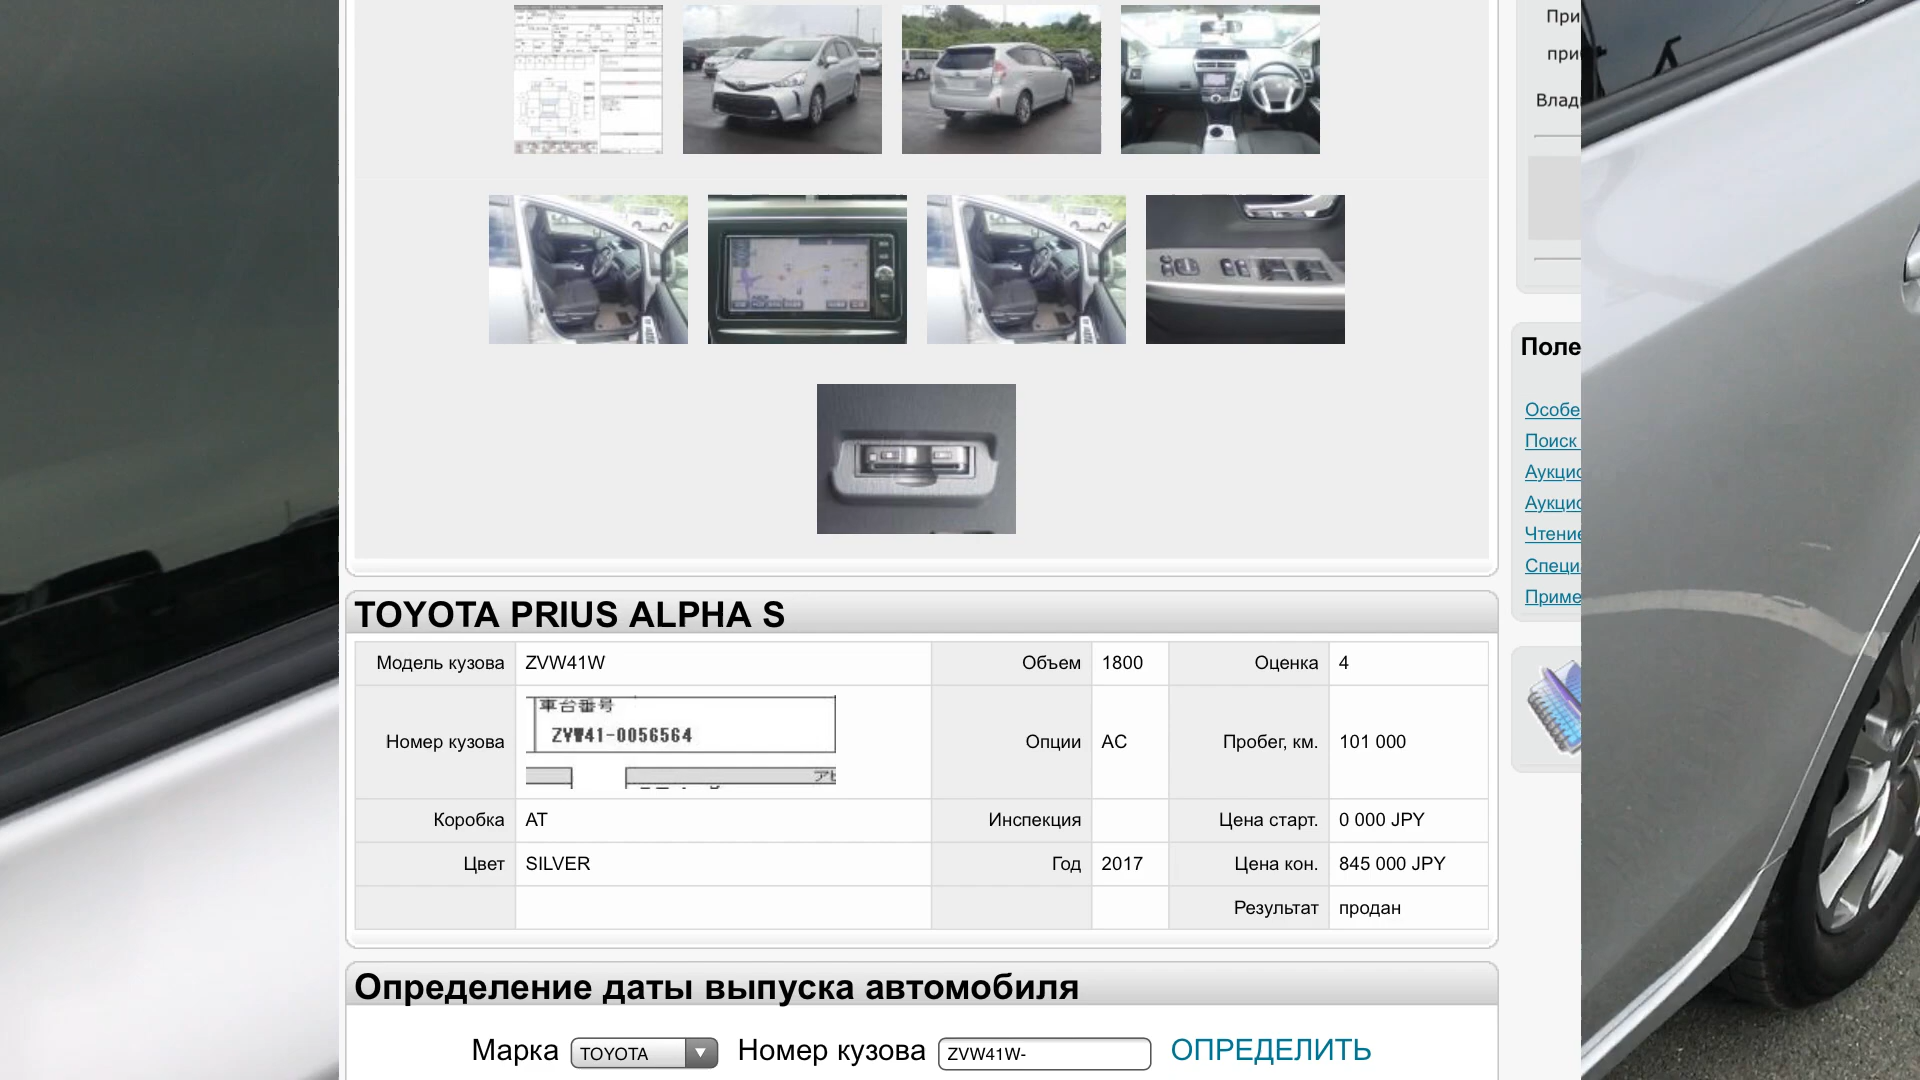 При
при
Влад
TOYOTA PRIUS ALPHA S
Модель кузова ZVW41W Объем 1800 Оценка 4
車台番号
Номер кузова ZVW41-0056564 Опции AC Пробег, км. 101 000
Коробка AT Инспекция Цена старт. 0 000 JPY
Цвет SILVER Год 2017 Цена кон. 845 000 JPY
Результат продан
Определение даты выпуска автомобиля
Марка TOYOTA Номер кузова ZVW41W- ОПРЕДЕЛИТЬ
Поле
Особе
Поиск
Аукцио
Аукцио
Чтение
Специ
Приме